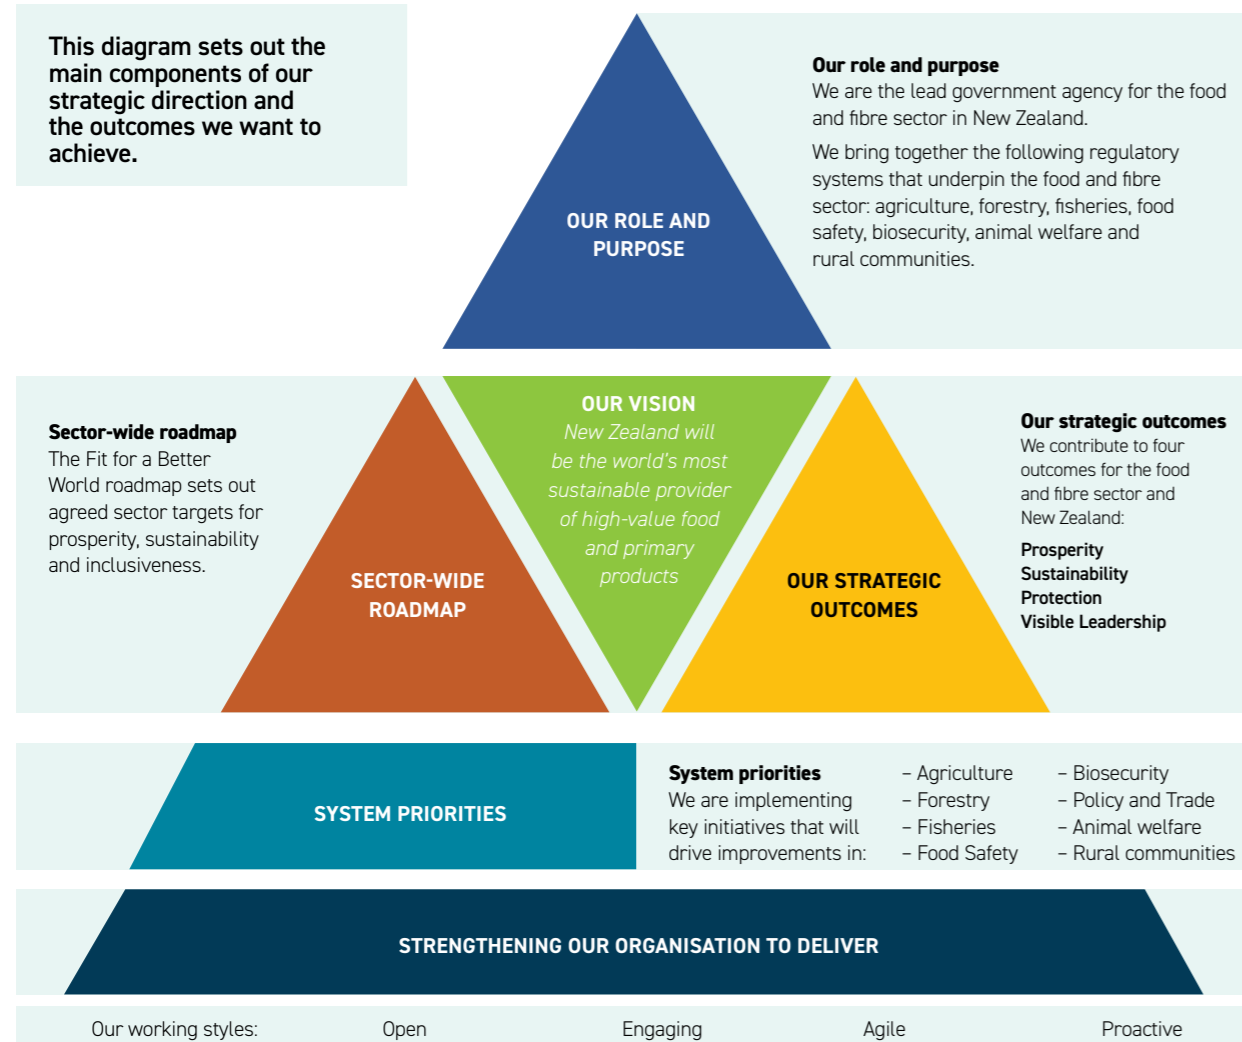 This diagram sets out the
main components of our
strategic direction and
the outcomes we want to
achieve.
OUR ROLE AND
PURPOSE
Our role and purpose
We are the lead government agency for the food
and fibre sector in New Zealand.
We bring together the following regulatory
systems that underpin the food and fibre
sector: agriculture, forestry, fisheries, food
safety, biosecurity, animal welfare and
rural communities.
Sector-wide roadmap
The Fit for a Better
World roadmap sets out
agreed sector targets for
prosperity, sustainability
and inclusiveness.
SECTOR-WIDE
ROADMAP
OUR VISION
New Zealand will
be the world's most
sustainable provider
of high-value food
and primary
products
OUR STRATEGIC
OUTCOMES
Our strategic outcomes
We contribute to four
outcomes for the food
and fibre sector and
New Zealand:
Prosperity
Sustainability
Protection
Visible Leadership
SYSTEM PRIORITIES
System priorities
We are implementing
key initiatives that will
drive improvements in:
– Agriculture
– Forestry
– Fisheries
– Food Safety
– Biosecurity
– Policy and Trade
– Animal welfare
– Rural communities
STRENGTHENING OUR ORGANISATION TO DELIVER
Our working styles: Open Engaging Agile Proactive